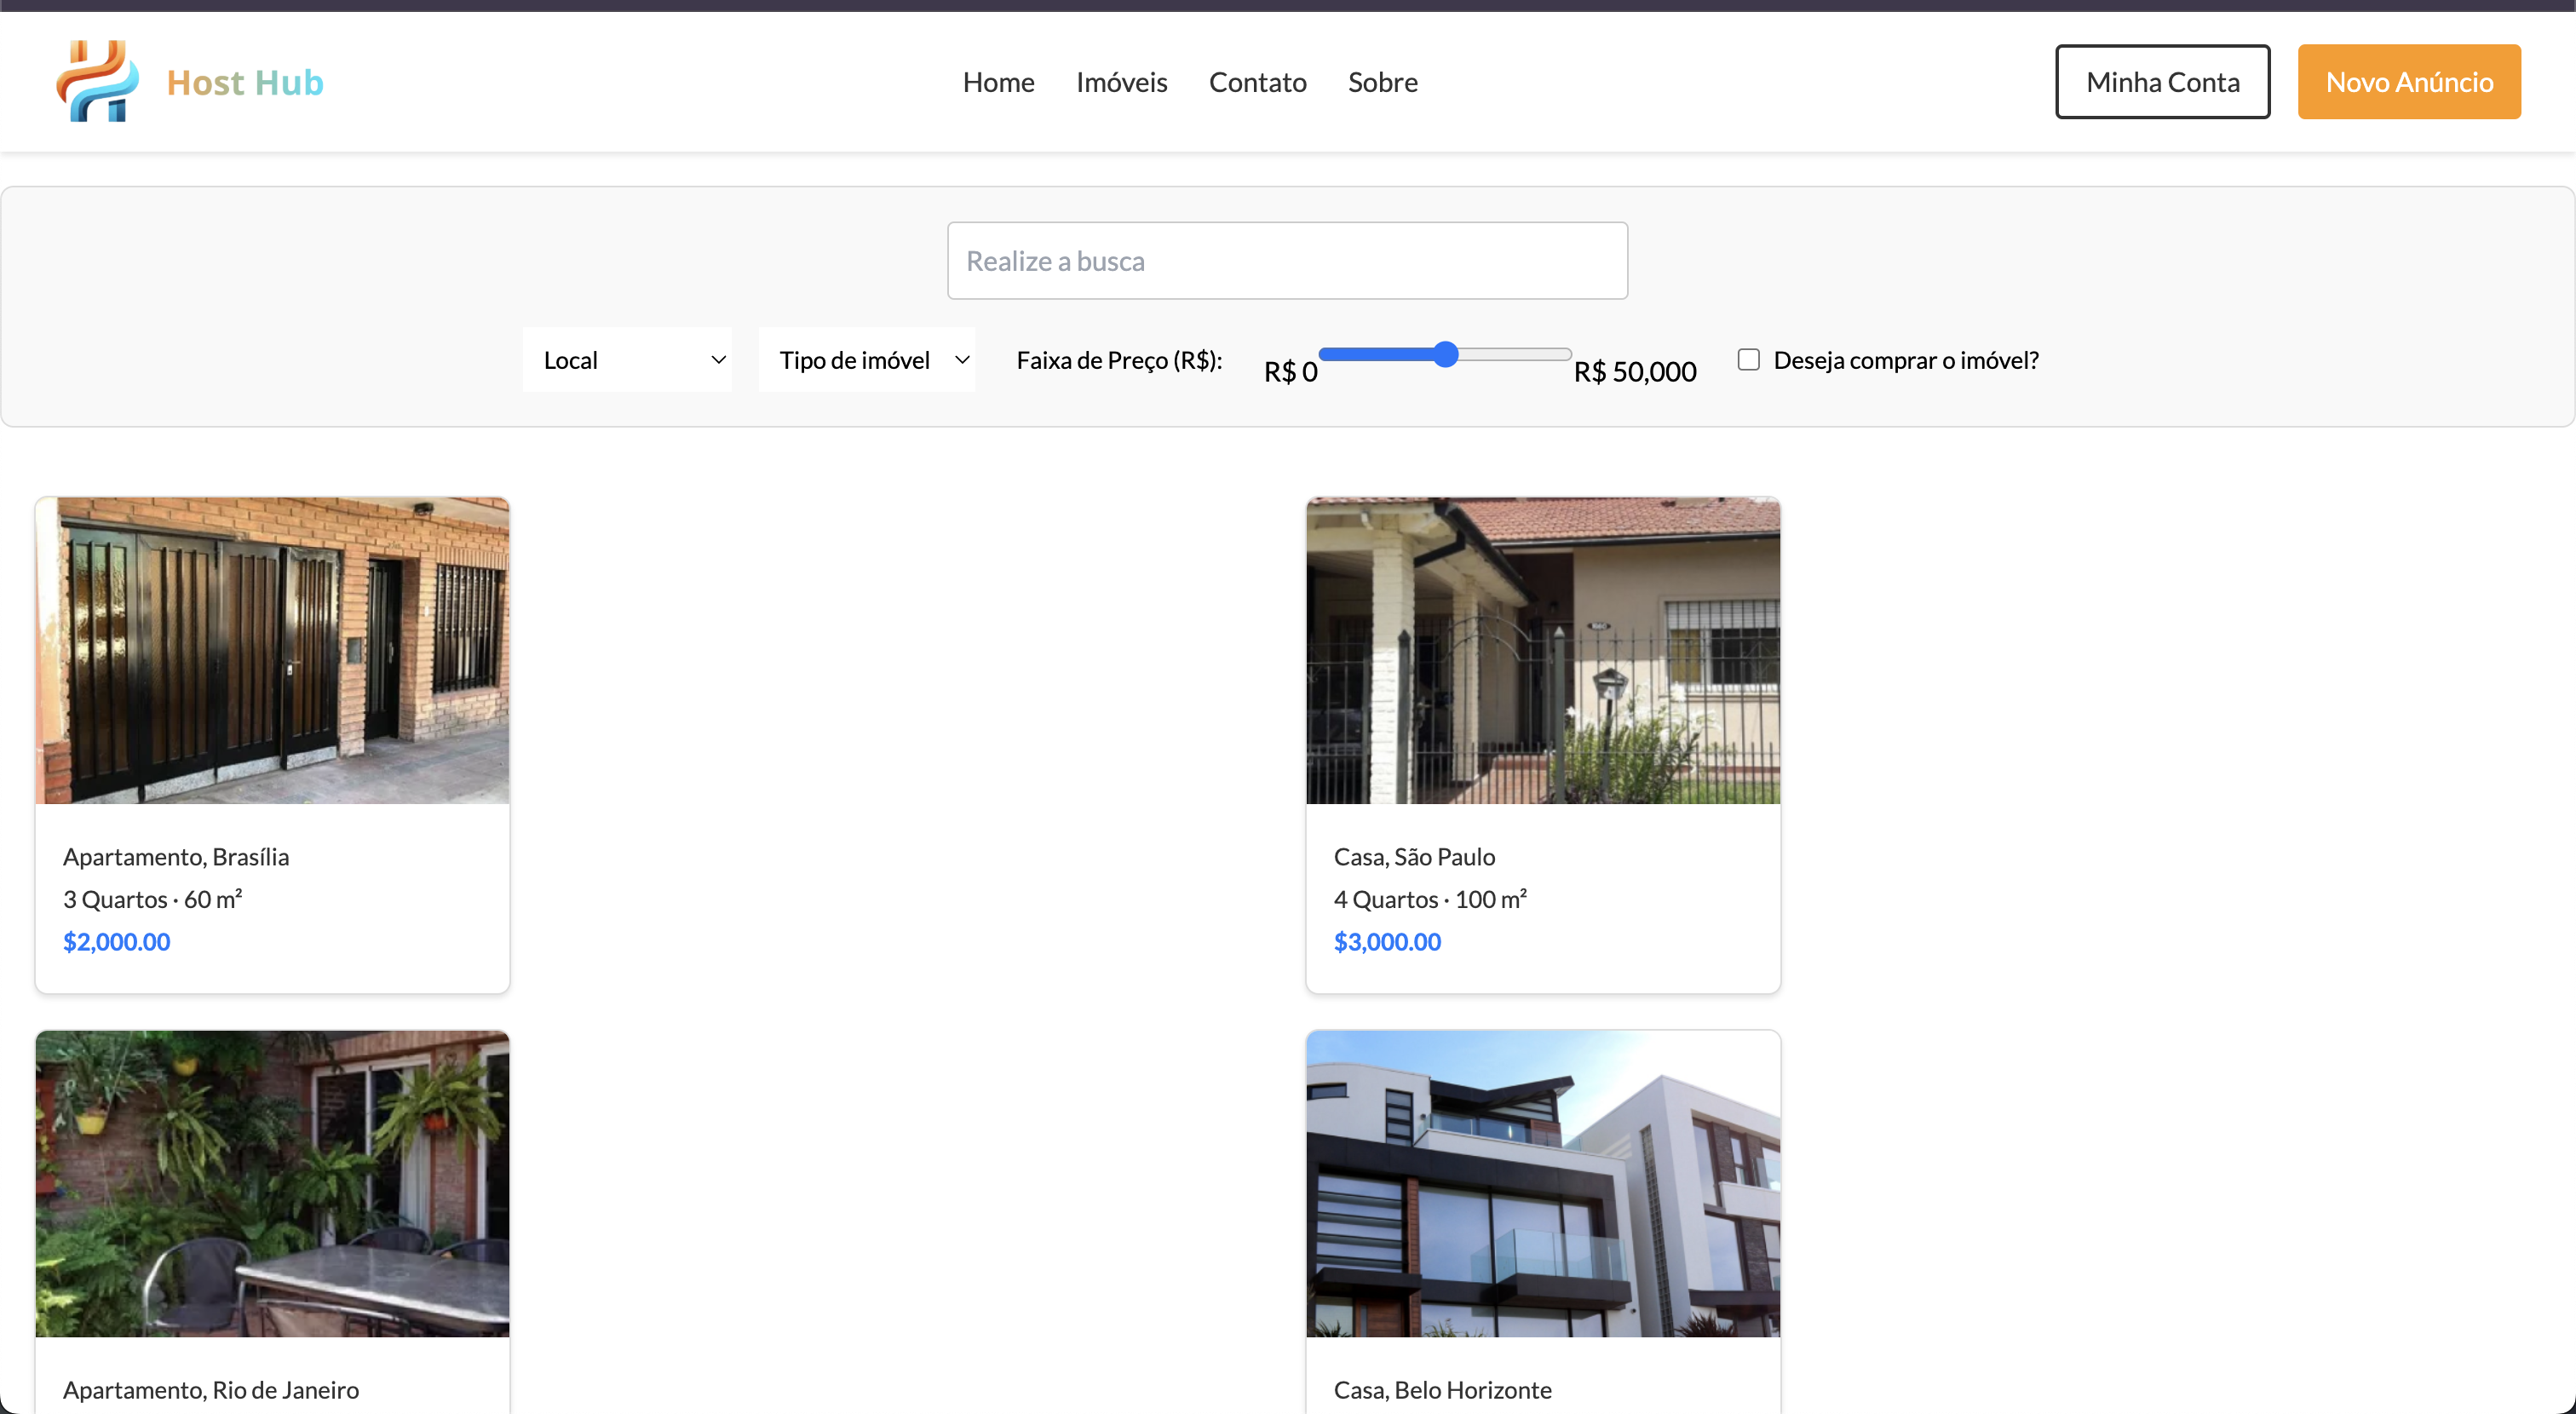 Host Hub
Home Imóveis Contato Sobre
Minha Conta
Novo Anúncio
Realize a busca
Local
Tipo de imóvel
Faixa de Preço (R$):
R$ 0
R$ 50,000
Deseja comprar o imóvel?
Apartamento, Brasília
3 Quartos · 60 m²
$2,000.00
Casa, São Paulo
4 Quartos · 100 m²
$3,000.00
Apartamento, Rio de Janeiro
Casa, Belo Horizonte